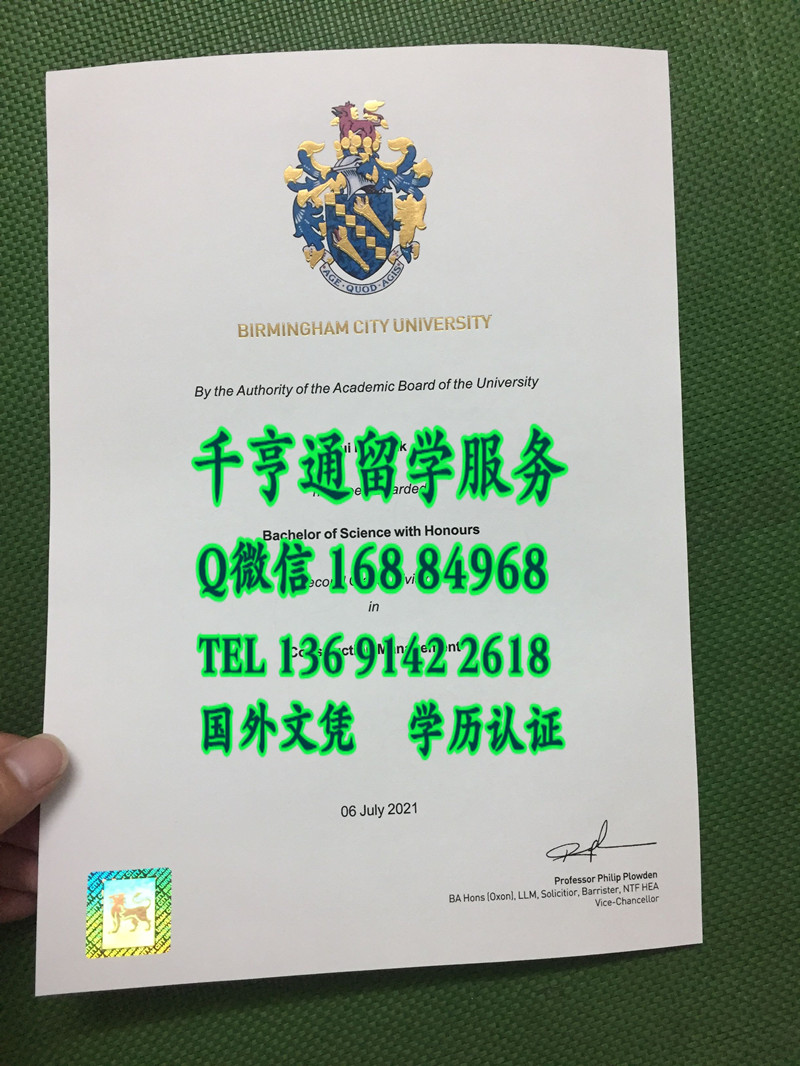 AGE·QUOD·AGIS
BIRMINGHAM CITY UNIVERSITY
By the Authority of the Academic Board of the University
千亨通留学服务
Bachelor of Science with Honours
Q微信 168 84968
in
TEL 136 9142 2618
Management
国外文凭 学历认证
06 July 2021
Professor Philip Plowden
BA Hons (Oxon), LLM, Solicitior, Barrister, NTF HEA
Vice-Chancellor